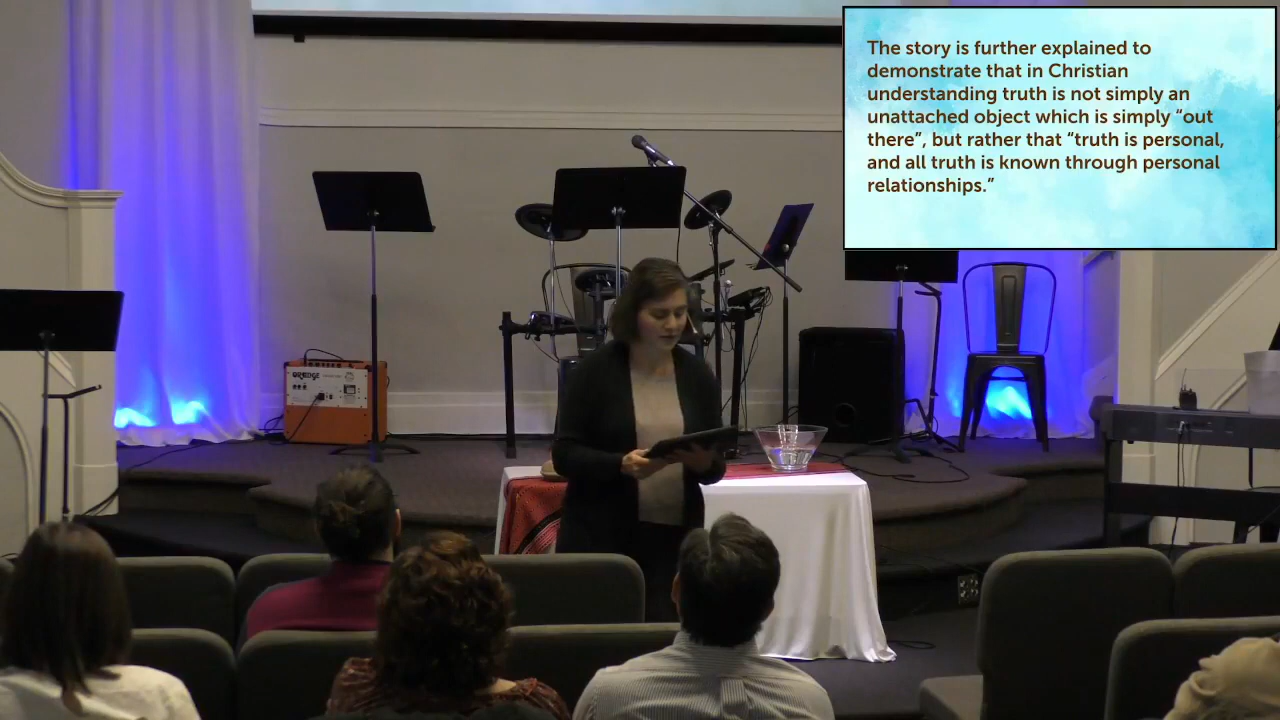 The story is further explained to
demonstrate that in Christian
understanding truth is not simply an
unattached object which is simply “out
there”, but rather that “truth is personal,
and all truth is known through personal
relationships.”
ORANGE